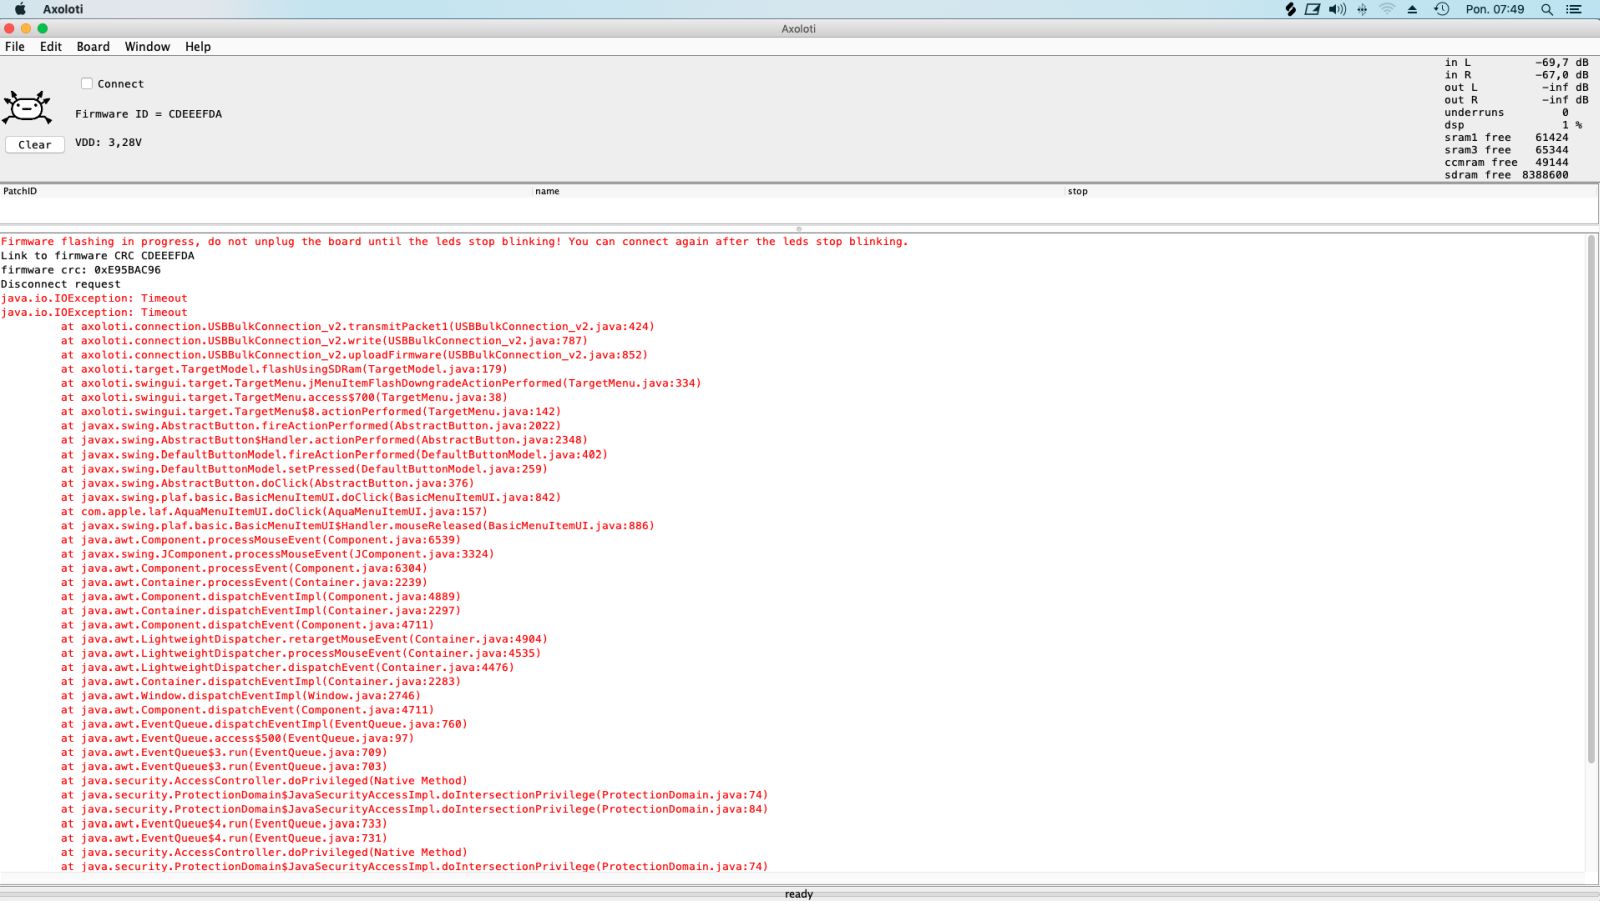 Axoloti
Pon. 07:49
Axoloti
File Edit Board Window Help
Connect
Firmware ID = CDEEEFDA
Clear
VDD: 3,28V
in L -69,7 dB
in R -67,0 dB
out L -inf dB
out R -inf dB
underruns 0
dsp 1 %
sram1 free 61424
sram3 free 65344
ccmram free 49144
sdram free 8388600
PatchID name stop
Firmware flashing in progress, do not unplug the board until the leds stop blinking! You can connect again after the leds stop blinking.
Link to firmware CRC CDEEEFDA
firmware crc: 0xE95BAC96
Disconnect request
java.io.IOException: Timeout
java.io.IOException: Timeout
at axoloti.connection.USBBulkConnection_v2.transmitPacket1(USBBulkConnection_v2.java:424)
at axoloti.connection.USBBulkConnection_v2.write(USBBulkConnection_v2.java:787)
at axoloti.connection.USBBulkConnection_v2.uploadFirmware(USBBulkConnection_v2.java:852)
at axoloti.target.TargetModel.flashUsingSDRam(TargetModel.java:179)
at axoloti.swingui.target.TargetMenu.jMenuItemFlashDowngradeActionPerformed(TargetMenu.java:334)
at axoloti.swingui.target.TargetMenu.access$700(TargetMenu.java:38)
at axoloti.swingui.target.TargetMenu$8.actionPerformed(TargetMenu.java:142)
at javax.swing.AbstractButton.fireActionPerformed(AbstractButton.java:2022)
at javax.swing.AbstractButton$Handler.actionPerformed(AbstractButton.java:2348)
at javax.swing.DefaultButtonModel.fireActionPerformed(DefaultButtonModel.java:402)
at javax.swing.DefaultButtonModel.setPressed(DefaultButtonModel.java:259)
at javax.swing.AbstractButton.doClick(AbstractButton.java:376)
at javax.swing.plaf.basic.BasicMenuItemUI.doClick(BasicMenuItemUI.java:842)
at com.apple.laf.AquaMenuItemUI.doClick(AquaMenuItemUI.java:157)
at javax.swing.plaf.basic.BasicMenuItemUI$Handler.mouseReleased(BasicMenuItemUI.java:886)
at java.awt.Component.processMouseEvent(Component.java:6539)
at javax.swing.JComponent.processMouseEvent(JComponent.java:3324)
at java.awt.Component.processEvent(Component.java:6304)
at java.awt.Container.processEvent(Container.java:2239)
at java.awt.Component.dispatchEventImpl(Component.java:4889)
at java.awt.Container.dispatchEventImpl(Container.java:2297)
at java.awt.Component.dispatchEvent(Component.java:4711)
at java.awt.LightweightDispatcher.retargetMouseEvent(Container.java:4904)
at java.awt.LightweightDispatcher.processMouseEvent(Container.java:4535)
at java.awt.LightweightDispatcher.dispatchEvent(Container.java:4476)
at java.awt.Container.dispatchEventImpl(Container.java:2283)
at java.awt.Window.dispatchEventImpl(Window.java:2746)
at java.awt.Component.dispatchEvent(Component.java:4711)
at java.awt.EventQueue.dispatchEventImpl(EventQueue.java:760)
at java.awt.EventQueue.access$500(EventQueue.java:97)
at java.awt.EventQueue$3.run(EventQueue.java:709)
at java.awt.EventQueue$3.run(EventQueue.java:703)
at java.security.AccessController.doPrivileged(Native Method)
at java.security.ProtectionDomain$JavaSecurityAccessImpl.doIntersectionPrivilege(ProtectionDomain.java:74)
at java.security.ProtectionDomain$JavaSecurityAccessImpl.doIntersectionPrivilege(ProtectionDomain.java:84)
at java.awt.EventQueue$4.run(EventQueue.java:733)
at java.awt.EventQueue$4.run(EventQueue.java:731)
at java.security.AccessController.doPrivileged(Native Method)
at java.security.ProtectionDomain$JavaSecurityAccessImpl.doIntersectionPrivilege(ProtectionDomain.java:74)
ready